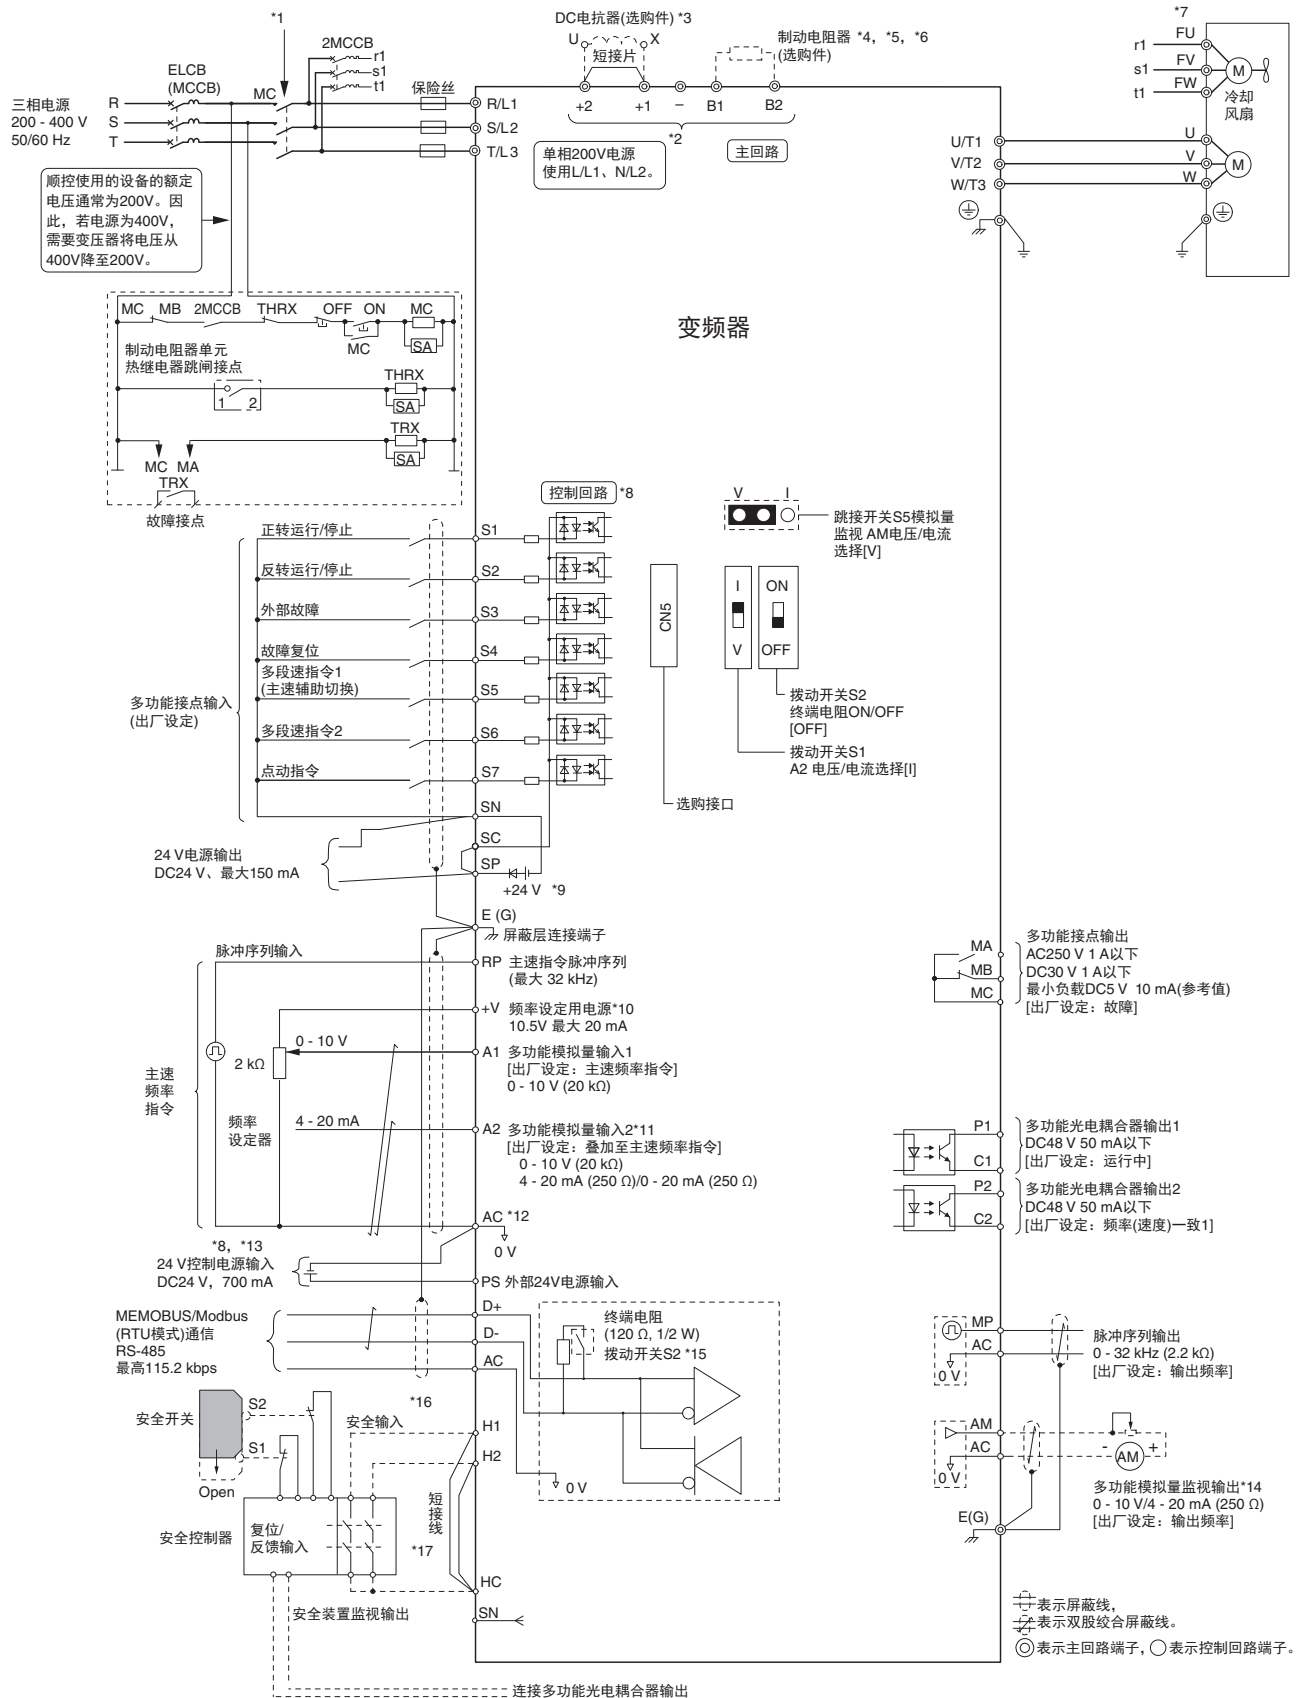 *1
DC电抗器(选购件) *3
U X
短接片
制动电阻器 *4，*5，*6
(选购件)
*7
2MCCB
r1
s1
t1
ELCB
(MCCB)
MC
保险丝
三相电源
200 - 400 V
50/60 Hz
R
S
T
R/L1
S/L2
T/L3
+2 +1 − B1 B2
*2
单相200V电源
使用L/L1、N/L2。
主回路
r1 FU
s1 FV
t1 FW
M
冷却
风扇
U/T1 U
V/T2 V
W/T3 W
M
顺控使用的设备的额定
电压通常为200V。因
此，若电源为400V，
需要变压器将电压从
400V降至200V。
MC MB 2MCCB THRX OFF ON MC
MC SA
制动电阻器单元
热继电器跳闸接点
THRX
1 2 SA
TRX
SA
MC MA
TRX
故障接点
变频器
控制回路 *8
V I
跳接开关S5模拟量
监视 AM电压/电流
选择[V]
正转运行/停止 S1
反转运行/停止 S2
外部故障 S3
故障复位 S4
多段速指令1
(主速辅助切换) S5
多段速指令2 S6
点动指令 S7
多功能接点输入
(出厂设定)
CN5
I ON
V OFF
拨动开关S2
终端电阻ON/OFF
[OFF]
拨动开关S1
A2 电压/电流选择[I]
选购接口
SN
SC
SP
24 V电源输出
DC24 V、最大150 mA
+24 V *9
E (G)
屏蔽层连接端子
脉冲序列输入
RP 主速指令脉冲序列
(最大 32 kHz)
+V 频率设定用电源*10
10.5V 最大 20 mA
0 - 10 V
2 kΩ
A1 多功能模拟量输入1
[出厂设定：主速频率指令]
0 - 10 V (20 kΩ)
主速
频率
指令
频率
设定器
4 - 20 mA
A2 多功能模拟量输入2*11
[出厂设定：叠加至主速频率指令]
0 - 10 V (20 kΩ)
4 - 20 mA (250 Ω)/0 - 20 mA (250 Ω)
AC *12
0 V
*8，*13
24 V控制电源输入
DC24 V，700 mA
PS 外部24V电源输入
MA
MB
MC
多功能接点输出
AC250 V 1 A以下
DC30 V 1 A以下
最小负载DC5 V 10 mA(参考值)
[出厂设定：故障]
P1
C1
多功能光电耦合器输出1
DC48 V 50 mA以下
[出厂设定：运行中]
P2
C2
多功能光电耦合器输出2
DC48 V 50 mA以下
[出厂设定：频率(速度)一致1]
MEMOBUS/Modbus
(RTU模式)通信
RS-485
最高115.2 kbps
D+
D-
AC
终端电阻
(120 Ω, 1/2 W)
拨动开关S2 *15
0 V
MP
AC
0 V
脉冲序列输出
0 - 32 kHz (2.2 kΩ)
[出厂设定：输出频率]
AM
AC
0 V
- AM +
多功能模拟量监视输出*14
0 - 10 V/4 - 20 mA (250 Ω)
[出厂设定：输出频率]
E(G)
*16
安全开关
S2
S1
Open
安全输入
H1
H2
短接线
安全控制器
复位/
反馈输入
*17
HC
SN
安全装置监视输出
连接多功能光电耦合器输出
表示屏蔽线，
表示双股绞合屏蔽线。
表示主回路端子，表示控制回路端子。